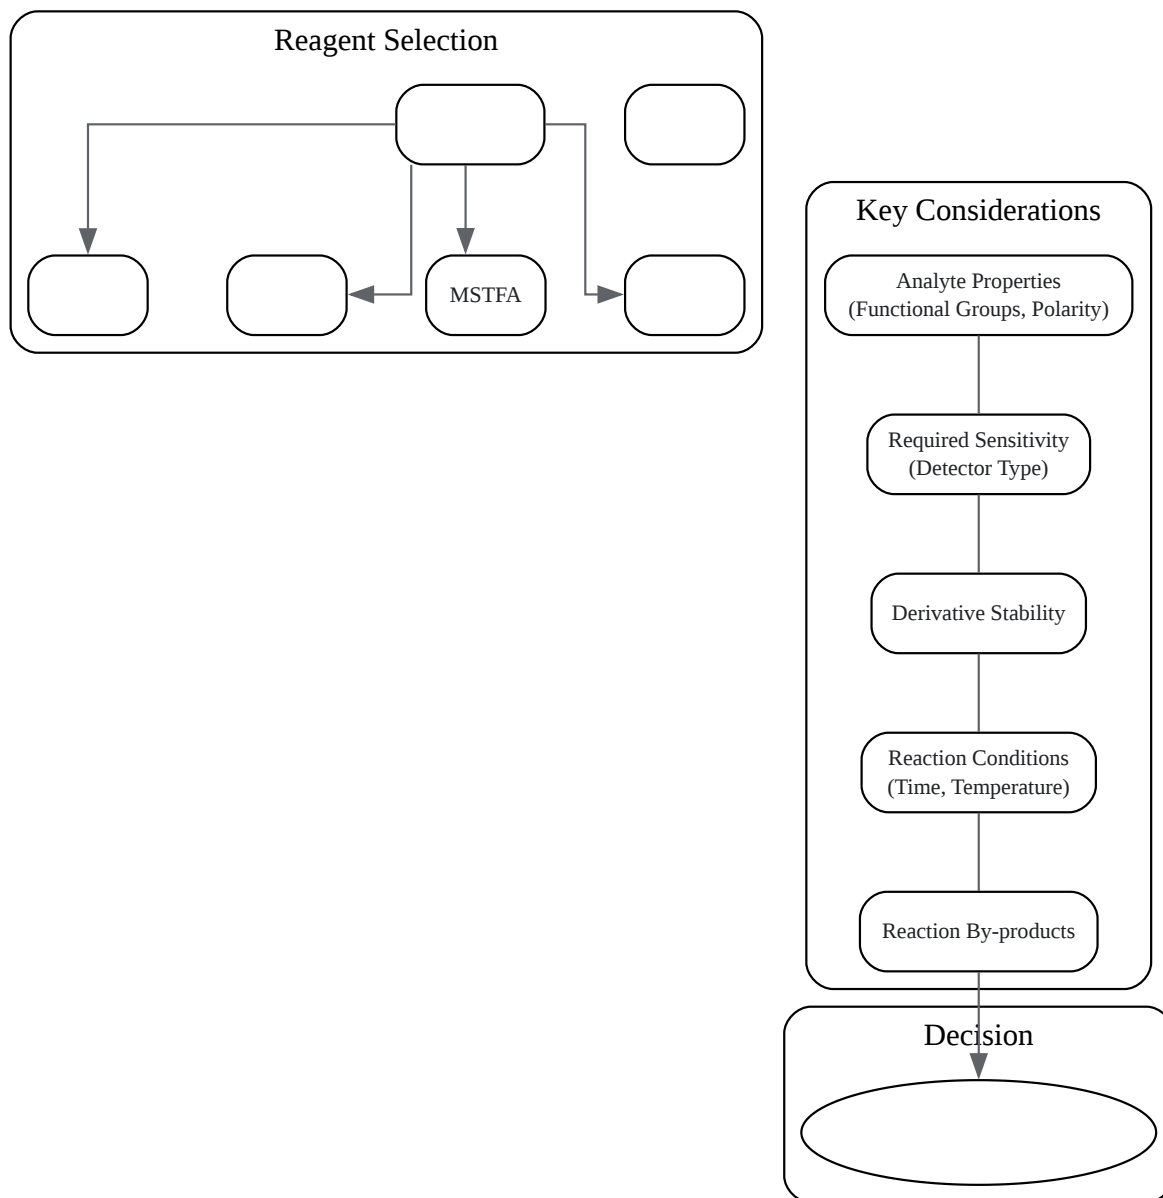 Reagent Selection
MSTFA
Key Considerations
Analyte Properties
(Functional Groups, Polarity)
Required Sensitivity
(Detector Type)
Derivative Stability
Reaction Conditions
(Time, Temperature)
Reaction By-products
Decision